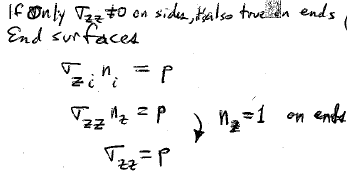 If only σzz ≠ 0 on sides, also true on ends (
End surfaces
σzi ni = p
σzz nz = p
nz = 1 on ends
σzz = p